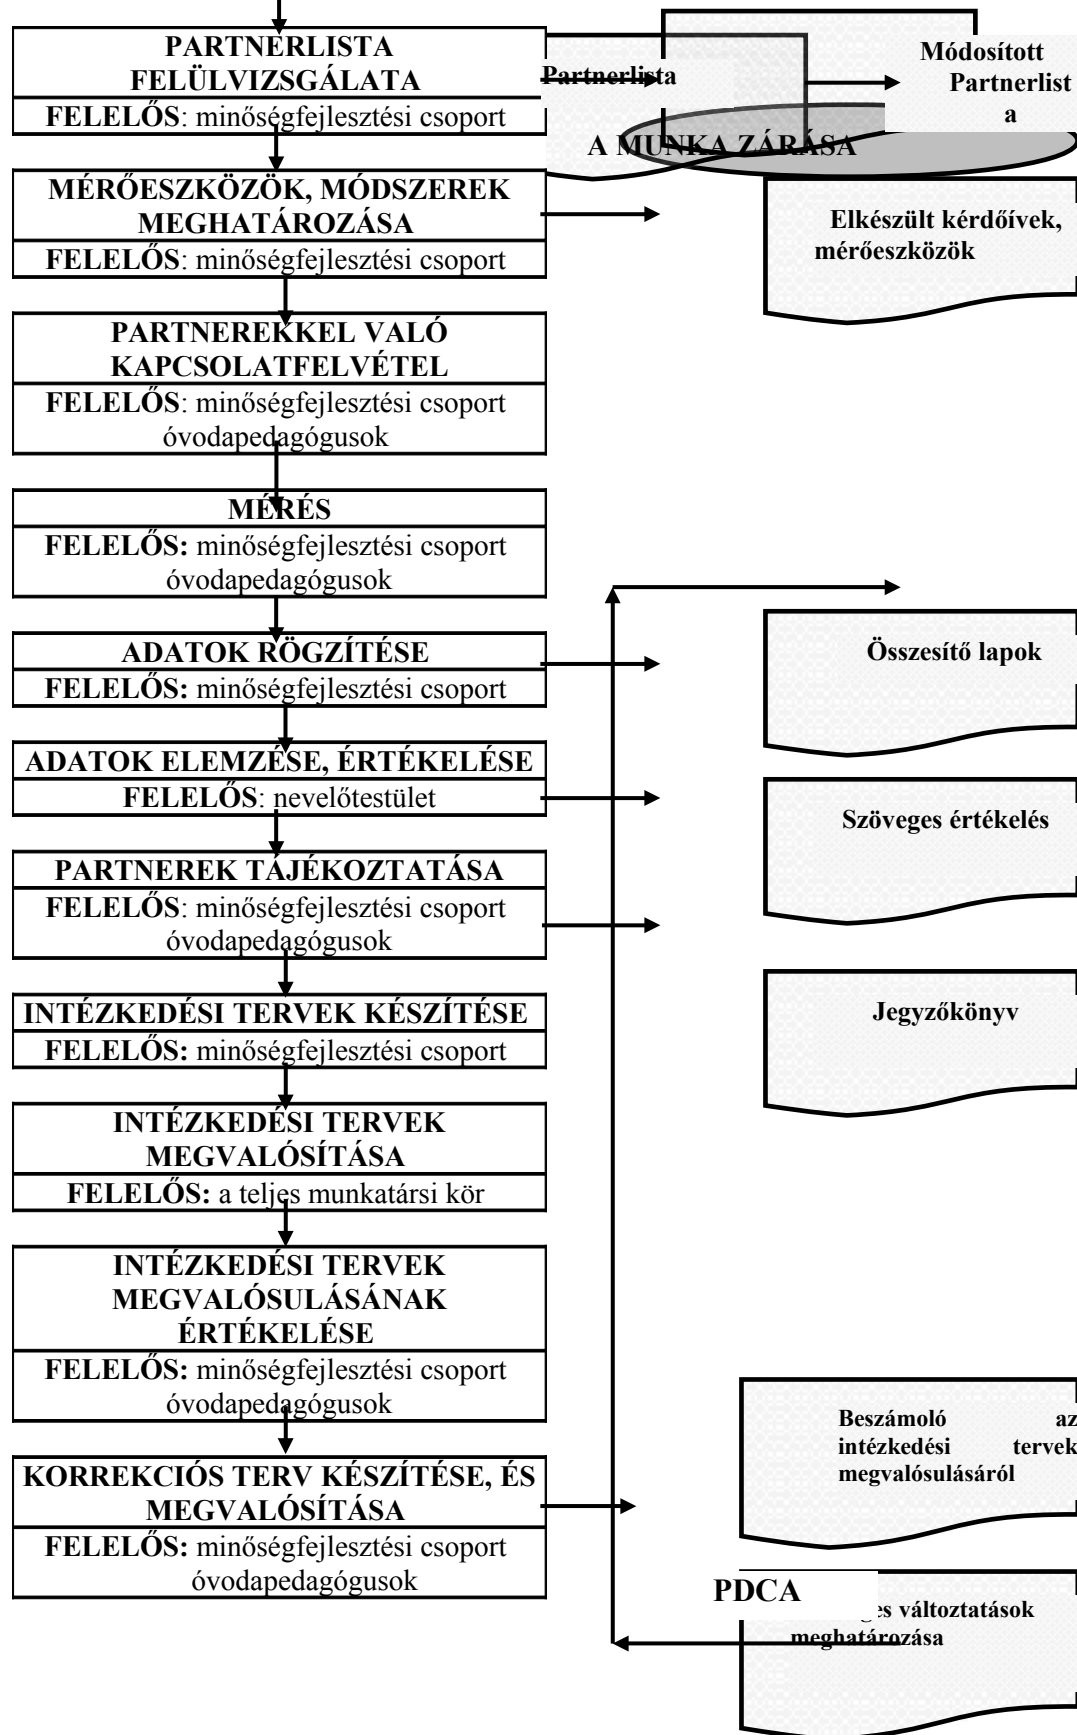 PARTNERLISTA
FELÜLVIZSGÁLATA
FELELŐS: minőségfejlesztési csoport
Partnerlista
Módosított
Partnerlist
a
A MUNKA ZÁRÁSA
MÉRŐESZKÖZÖK, MÓDSZEREK
MEGHATÁROZÁSA
FELELŐS: minőségfejlesztési csoport
Elkészült kérdőívek,
mérőeszközök
PARTNEREKKEL VALÓ
KAPCSOLATFELVÉTEL
FELELŐS: minőségfejlesztési csoport
óvodapedagógusok
MÉRÉS
FELELŐS: minőségfejlesztési csoport
óvodapedagógusok
ADATOK RÖGZÍTÉSE
FELELŐS: minőségfejlesztési csoport
Összesítő lapok
ADATOK ELEMZÉSE, ÉRTÉKELÉSE
FELELŐS: nevelőtestület
Szöveges értékelés
PARTNEREK TÁJÉKOZTATÁSA
FELELŐS: minőségfejlesztési csoport
óvodapedagógusok
INTÉZKEDÉSI TERVEK KÉSZÍTÉSE
FELELŐS: minőségfejlesztési csoport
Jegyzőkönyv
INTÉZKEDÉSI TERVEK
MEGVALÓSÍTÁSA
FELELŐS: a teljes munkatársi kör
INTÉZKEDÉSI TERVEK
MEGVALÓSULÁSÁNAK
ÉRTÉKELÉSE
FELELŐS: minőségfejlesztési csoport
óvodapedagógusok
Beszámoló az
intézkedési tervek
megvalósulásáról
KORREKCIÓS TERV KÉSZÍTÉSE, ÉS
MEGVALÓSÍTÁSA
FELELŐS: minőségfejlesztési csoport
óvodapedagógusok
PDCA
változtatások
meghatározása